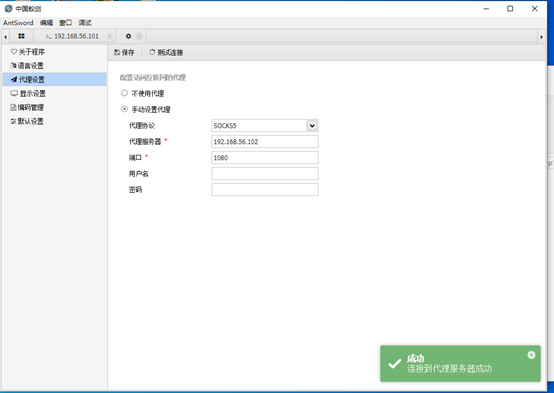 中国蚁剑
AntSword 编辑 窗口 调试
>_ 192.168.56.101
关于程序
语言设置
代理设置
显示设置
编码管理
默认设置
保存 测试连接
配置访问互联网的代理
不使用代理
手动设置代理
代理协议 SOCKS5
代理服务器 * 192.168.56.102
端口 * 1080
用户名
密码
成功
连接到代理服务器成功